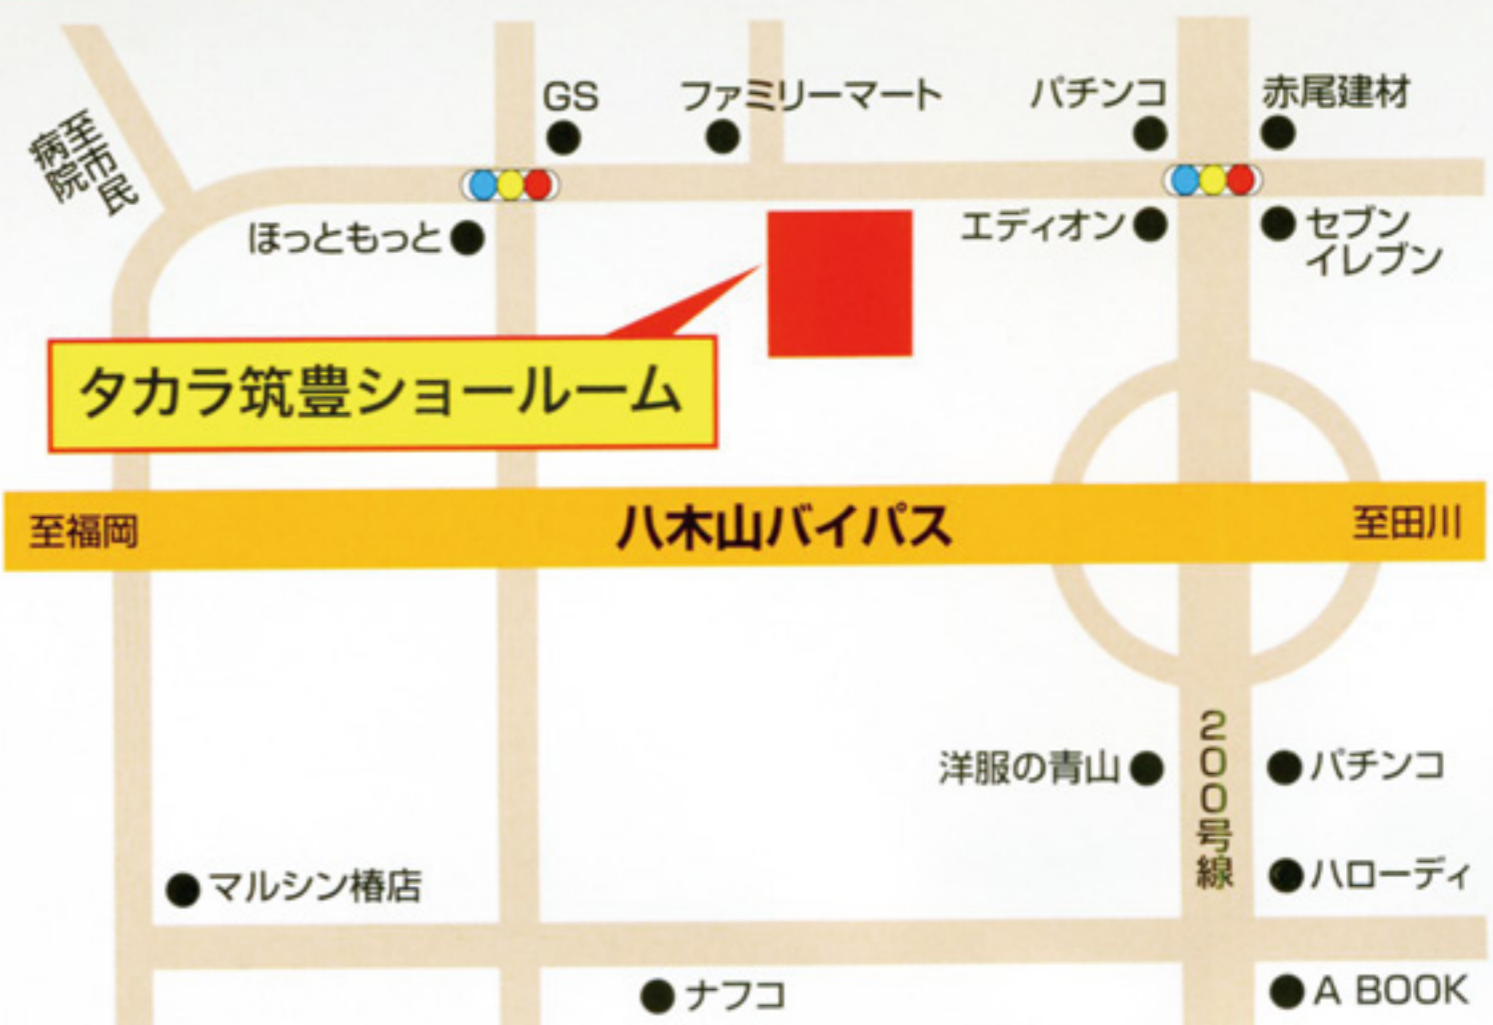 GS
ファミリーマート
パチンコ
赤尾建材
至市民
病院
ほっともっと
エディオン
セブン
イレブン
タカラ筑豊ショールーム
至福岡
八木山バイパス
至田川
200号線
洋服の青山
パチンコ
マルシン椿店
ハローディ
ナフコ
A BOOK